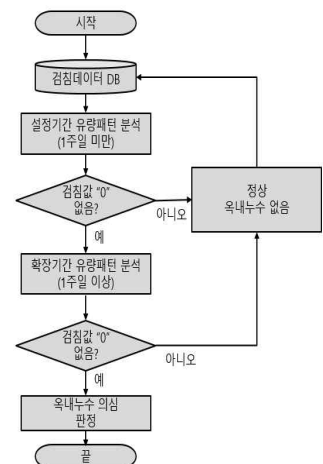 시작
검침데이터 DB
설정기간 유량패턴 분석
(1주일 미만)
검침값 "0"
없음?
아니오
정상
옥내누수 없음
예
확장기간 유량패턴 분석
(1주일 이상)
검침값 "0"
없음?
아니오
예
옥내누수 의심
판정
끝